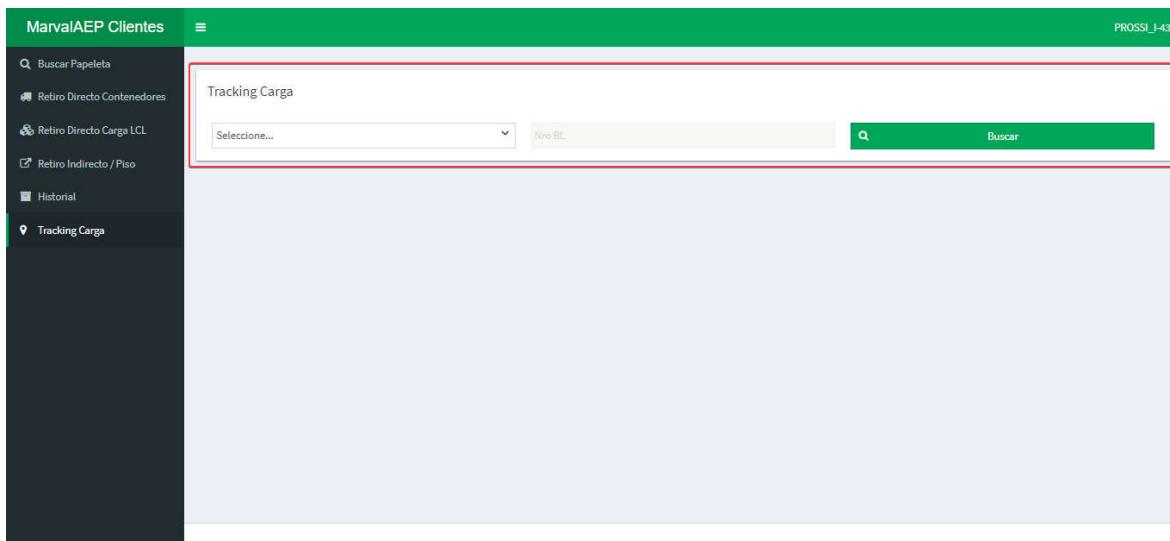 MarvalAEP Clientes
PROSSI_I-43
Buscar Papeleta
Retiro Directo Contenedores
Retiro Directo Carga LCL
Retiro Indirecto / Piso
Historial
Tracking Carga
Tracking Carga
Seleccione...
Nro BL
Buscar